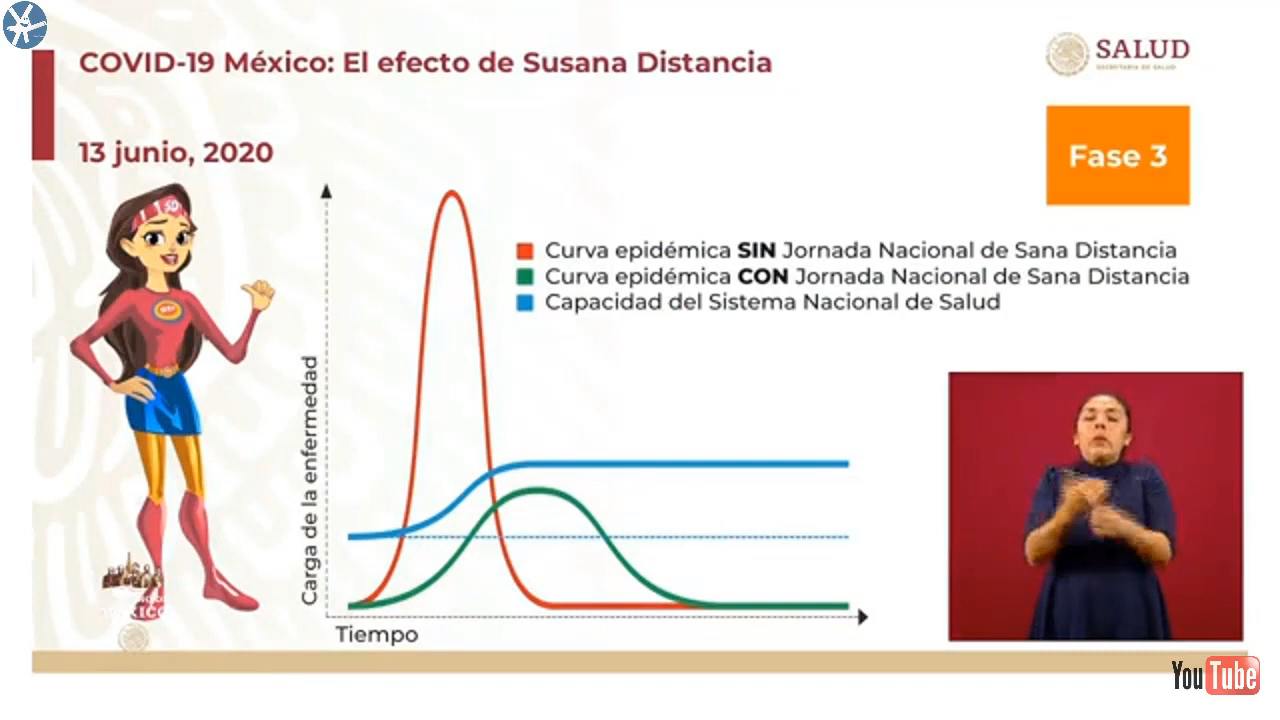 COVID-19 México: El efecto de Susana Distancia
SALUD
SECRETARÍA DE SALUD
13 junio, 2020
Fase 3
SD
Curva epidémica SIN Jornada Nacional de Sana Distancia
Curva epidémica CON Jornada Nacional de Sana Distancia
Capacidad del Sistema Nacional de Salud
Carga de la enfermedad
Tiempo
YouTube